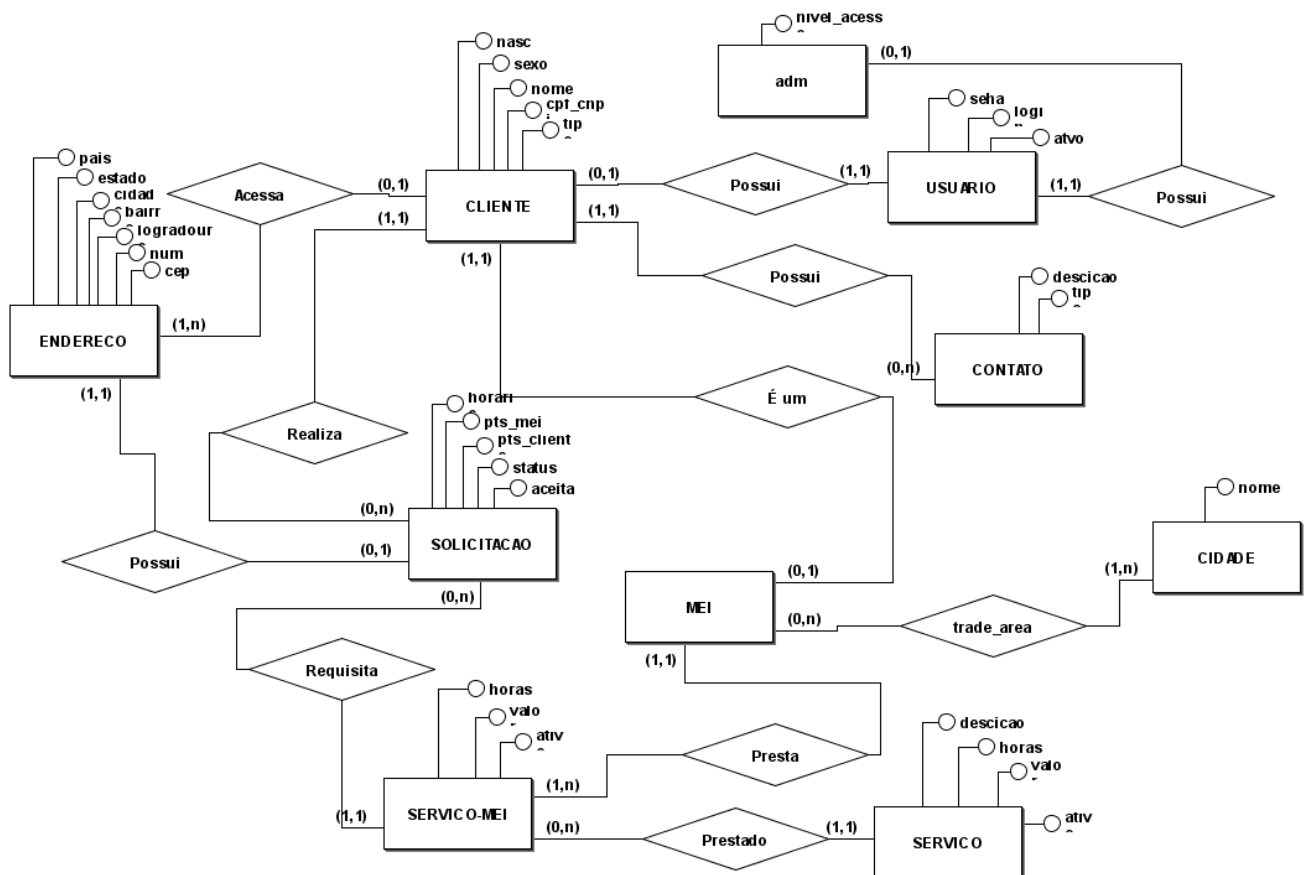 nivel_acess
nasc
(0,1)
sexo
adm
nome
seha
cpf_cnp
logi
tip
atvo
pais
estado
(0,1)
(0,1)
(1,1)
(1,1)
Acessa
Possui
USUARIO
Possui
cidad
CLIENTE
bairr
(1,1)
(1,1)
logradour
num
(1,1)
cep
Possui
descicao
tip
(1,n)
ENDERECO
(0,n)
CONTATO
(1,1)
É um
horari
pts_mei
Realiza
pts_client
status
aceita
nome
(0,n)
SOLICITACAO
Possui
(0,1)
CIDADE
(0,1)
(1,n)
(0,n)
MEI
(0,n)
trade_area
(1,1)
Requisita
horas
valo
descicao
ativ
horas
Presta
valo
(1,n)
(1,1)
SERVICO-MEI
ativ
(0,n)
Prestado
(1,1)
SERVICO